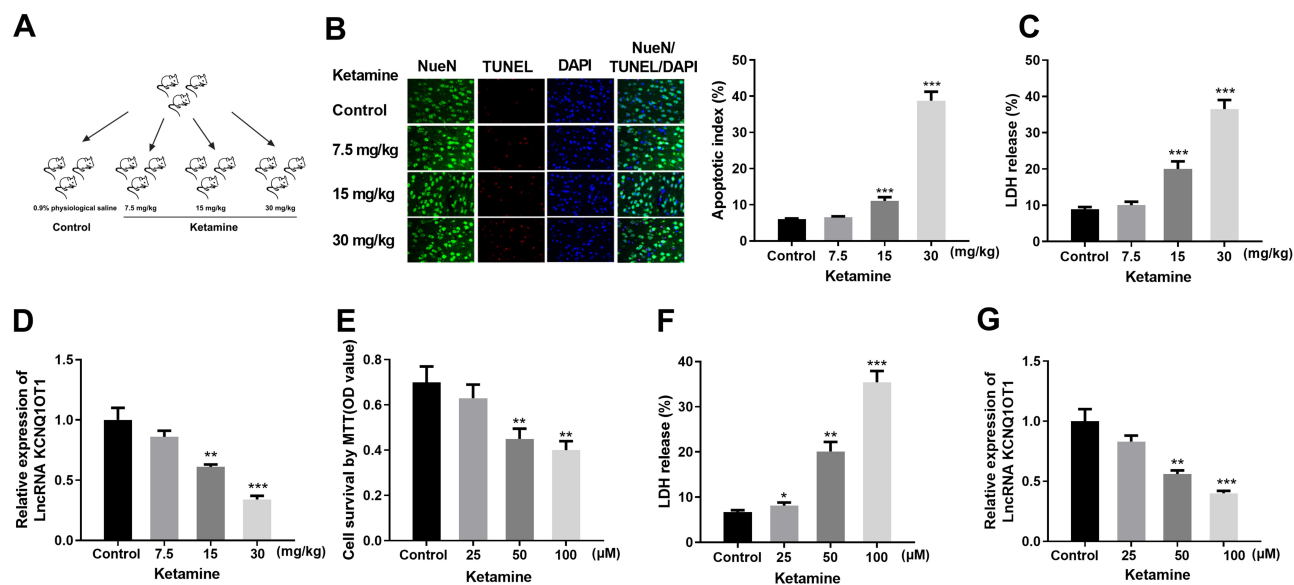 A
0.9% physiological saline
7.5 mg/kg
15 mg/kg
30 mg/kg
Control
Ketamine
B
NueN
TUNEL
DAPI
NueN/
TUNEL/DAPI
Ketamine
Control
7.5 mg/kg
15 mg/kg
30 mg/kg
Apoptotic index (%)
50
40
30
20
10
0
***
***
Control
7.5
15
30
(mg/kg)
Ketamine
C
LDH release (%)
50
40
30
20
10
0
***
***
Control
7.5
15
30
(mg/kg)
Ketamine
D
Relative expression of
LncRNA KCNQ1OT1
1.5
1.0
0.5
0.0
**
***
Control
7.5
15
30
(mg/kg)
Ketamine
E
Cell survival by MTT(OD value)
0.8
0.6
0.4
0.2
0.0
**
**
Control
25
50
100
(μM)
Ketamine
F
LDH release (%)
40
30
20
10
0
*
**
***
Control
25
50
100
(μM)
Ketamine
G
Relative expression of
LncRNA KCNQ1OT1
1.5
1.0
0.5
0.0
**
***
Control
25
50
100
(μM)
Ketamine